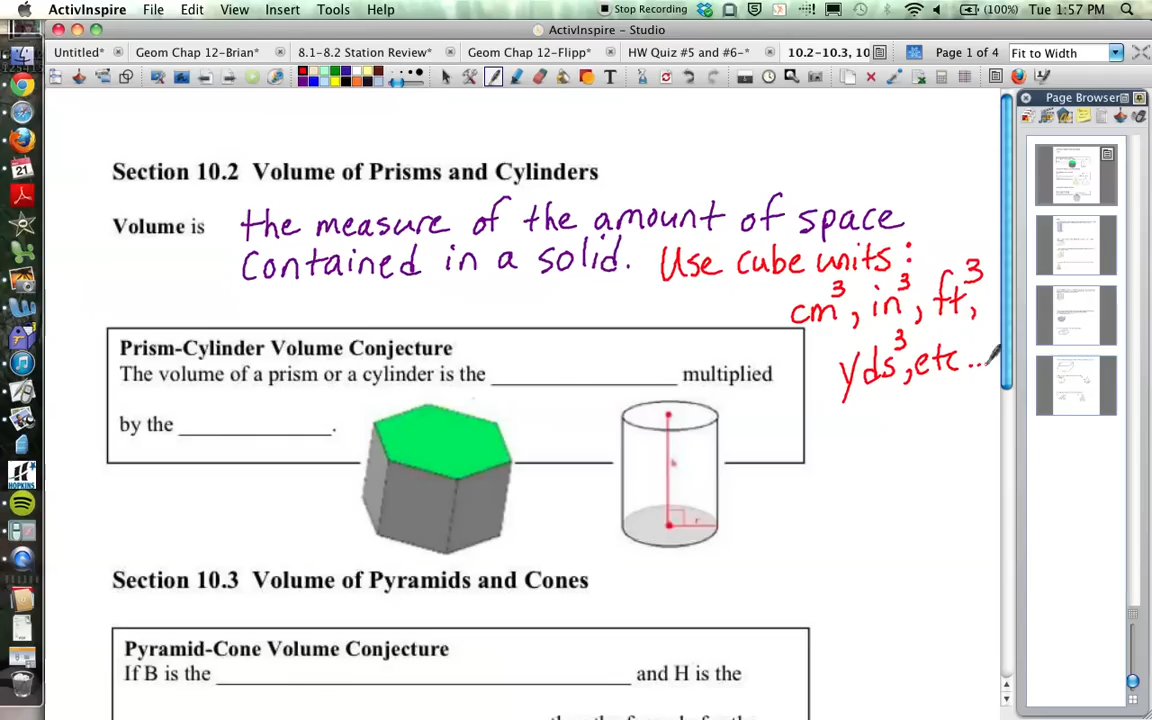 ActivInspire File Edit View Insert Tools Help Stop Recording (100%) Tue 1:57 PM
ActivInspire - Studio
Untitled* Geom Chap 12-Brian* 8.1-8.2 Station Review* Geom Chap 12-Flipp* HW Quiz #5 and #6-* 10.2-10.3, 10 Page 1 of 4 Fit to Width
Page Browser
21
Section 10.2 Volume of Prisms and Cylinders
Volume is the measure of the amount of space
contained in a solid. Use cube units:
cm³, in³, ft³,
yds³, etc...
Prism-Cylinder Volume Conjecture
The volume of a prism or a cylinder is the ____________________ multiplied
by the ________________.
r
Section 10.3 Volume of Pyramids and Cones
Pyramid-Cone Volume Conjecture
If B is the ____________________________________________ and H is the
HOPKINS